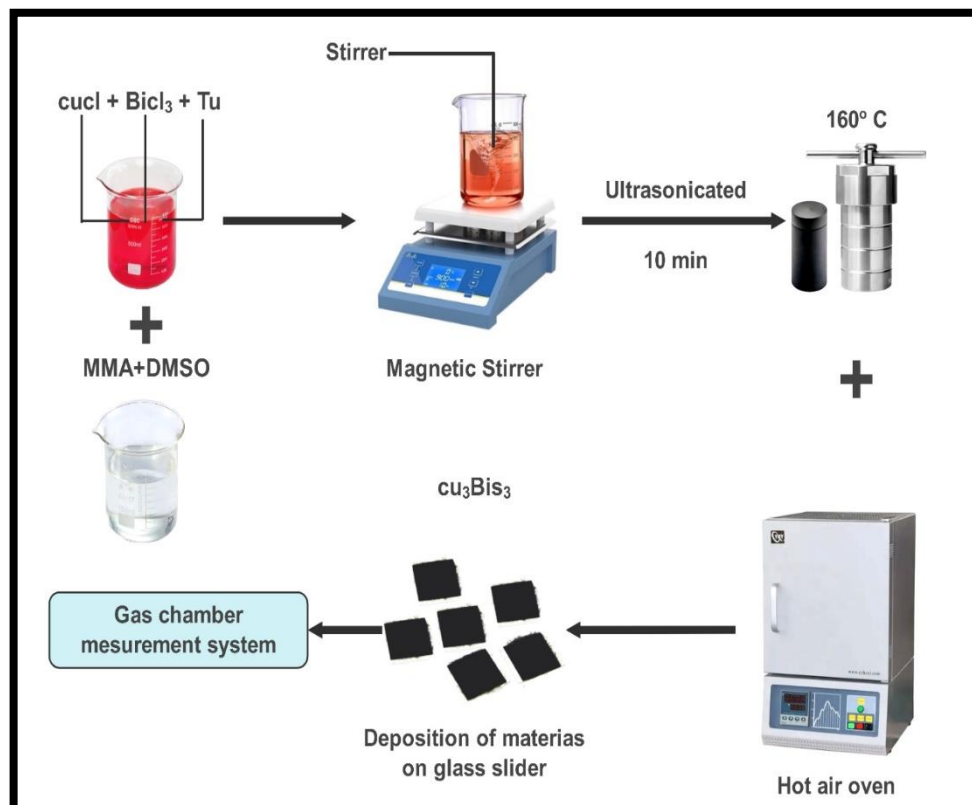 Stirrer
cucl + Bicl₃ + Tu
160º C
Ultrasonicated
10 min
MMA+DMSO
Magnetic Stirrer
cu₃Bis₃
Gas chamber
mesurement system
Deposition of materias
on glass slider
Hot air oven